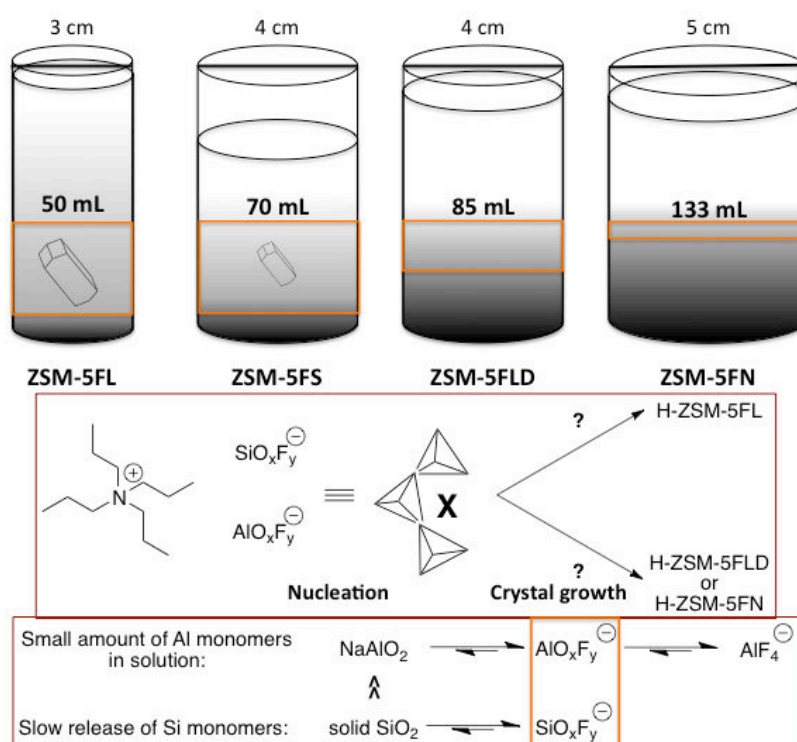 3 cm 4 cm 4 cm 5 cm
50 mL 70 mL 85 mL 133 mL
ZSM-5FL ZSM-5FS ZSM-5FLD ZSM-5FN
? H-ZSM-5FL
SiOxFy⊖
N⊕ ≡ X
AlOxFy⊖
? H-ZSM-5FLD
Nucleation Crystal growth or
H-ZSM-5FN
Small amount of Al monomers
in solution: NaAlO2 AlOxFy⊖ AlF4⊖
<<
Slow release of Si monomers: solid SiO2 SiOxFy⊖